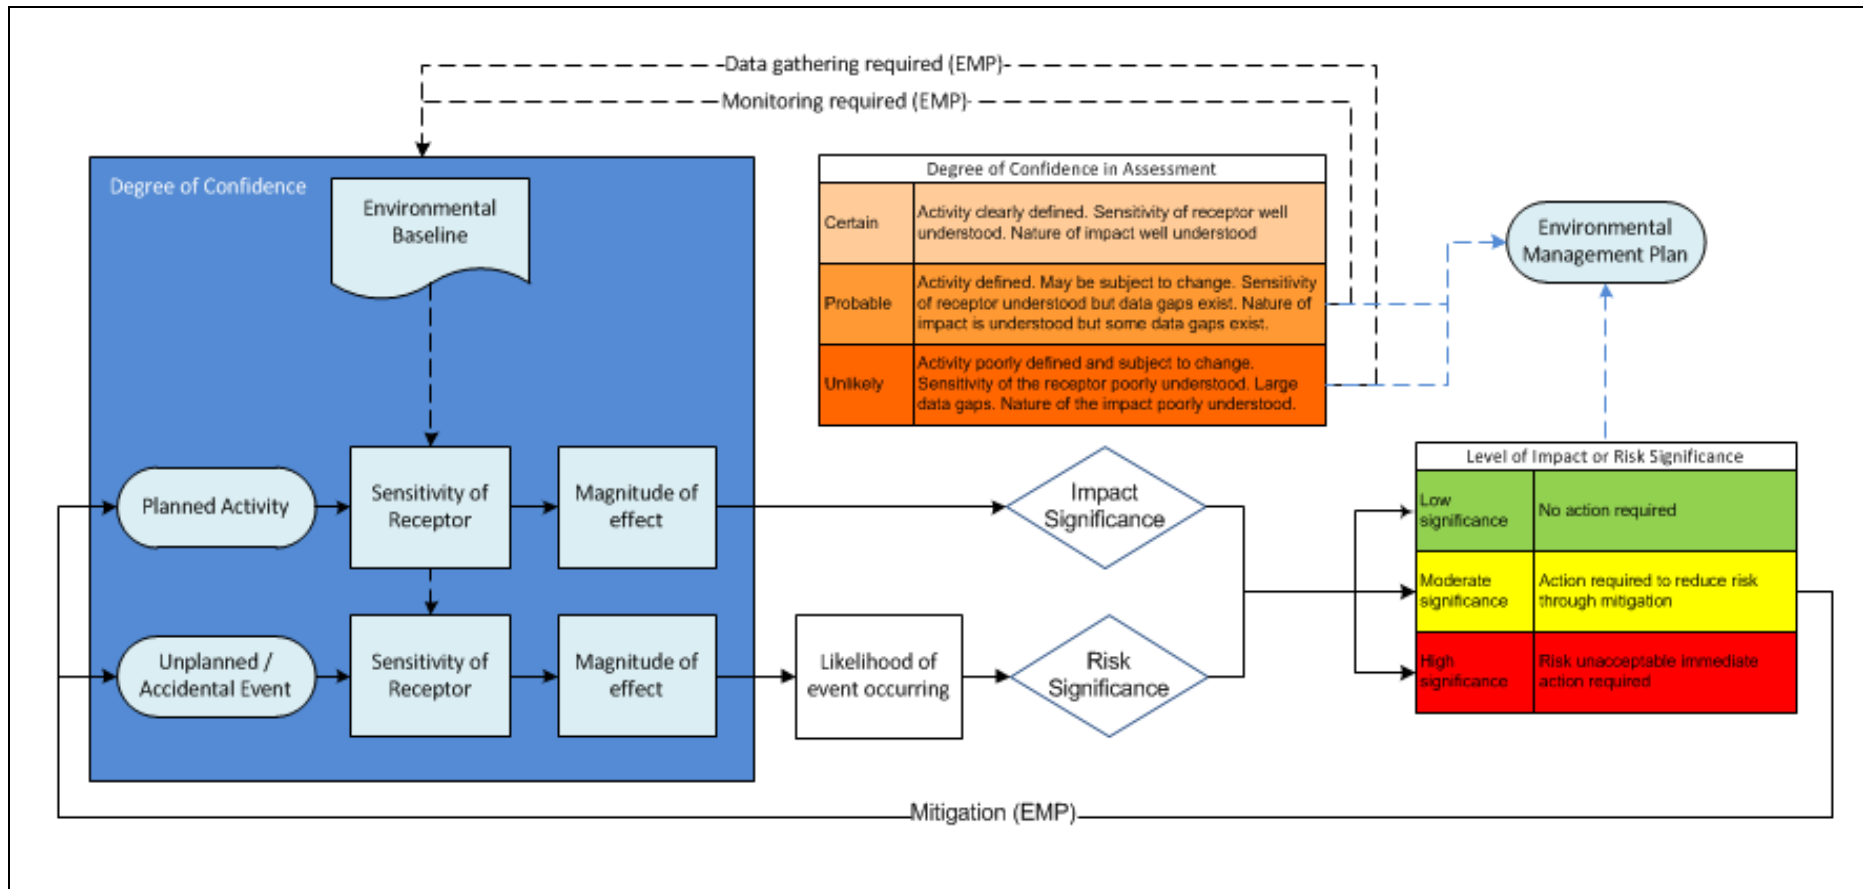 Data gathering required (EMP)
Monitoring required (EMP)
Degree of Confidence
Environmental
Baseline
Degree of Confidence in Assessment
Certain
Activity clearly defined. Sensitivity of receptor well
understood. Nature of impact well understood
Probable
Activity defined. May be subject to change. Sensitivity
of receptor understood but data gaps exist. Nature of
impact is understood but some data gaps exist.
Unlikely
Activity poorly defined and subject to change.
Sensitivity of the receptor poorly understood. Large
data gaps. Nature of the impact poorly understood.
Environmental
Management Plan
Planned Activity
Sensitivity of
Receptor
Magnitude of
effect
Impact
Significance
Unplanned /
Accidental Event
Sensitivity of
Receptor
Magnitude of
effect
Likelihood of
event occurring
Risk
Significance
Level of Impact or Risk Significance
Low
significance
No action required
Moderate
significance
Action required to reduce risk
through mitigation
High
significance
Risk unacceptable immediate
action required
Mitigation (EMP)